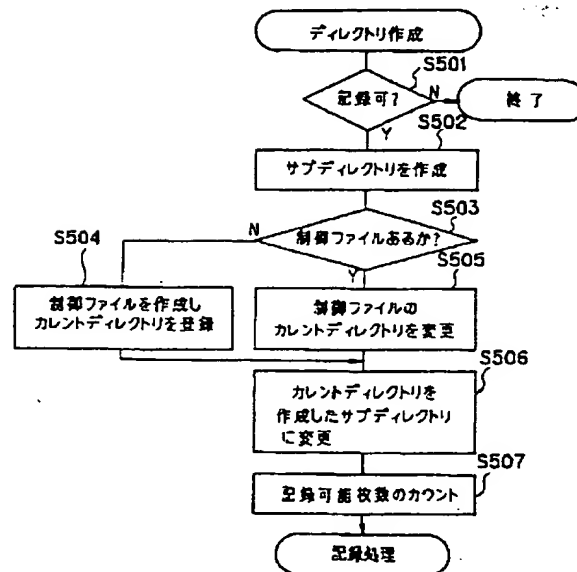 ディレクトリ作成
S501
記録可?
N
終了
Y
S502
サブディレクトリを作成
S503
制御ファイルあるか?
N
S504
Y
S505
制御ファイルを作成し
カレントディレクトリを登録
制御ファイルの
カレントディレクトリを変更
S506
カレントディレクトリを
作成したサブディレクトリ
に変更
S507
記録可能枚数のカウント
記録処理